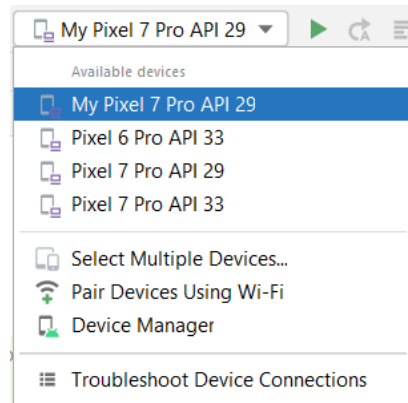 My Pixel 7 Pro API 29
Available devices
My Pixel 7 Pro API 29
Pixel 6 Pro API 33
Pixel 7 Pro API 29
Pixel 7 Pro API 33
Select Multiple Devices...
Pair Devices Using Wi-Fi
Device Manager
Troubleshoot Device Connections